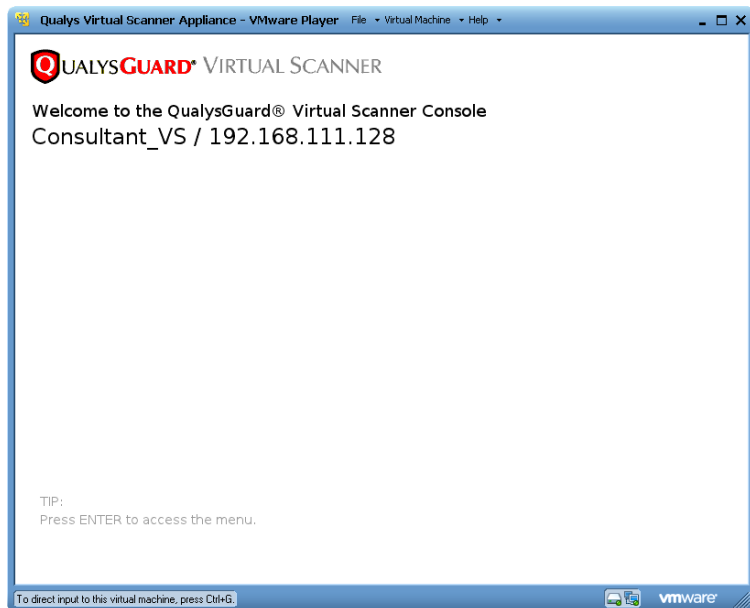 Qualys Virtual Scanner Appliance - VMware Player File Virtual Machine Help
QUALYSGUARD® VIRTUAL SCANNER
Welcome to the QualysGuard® Virtual Scanner Console
Consultant_VS / 192.168.111.128
TIP:
Press ENTER to access the menu.
To direct input to this virtual machine, press Ctrl+G.
vmware